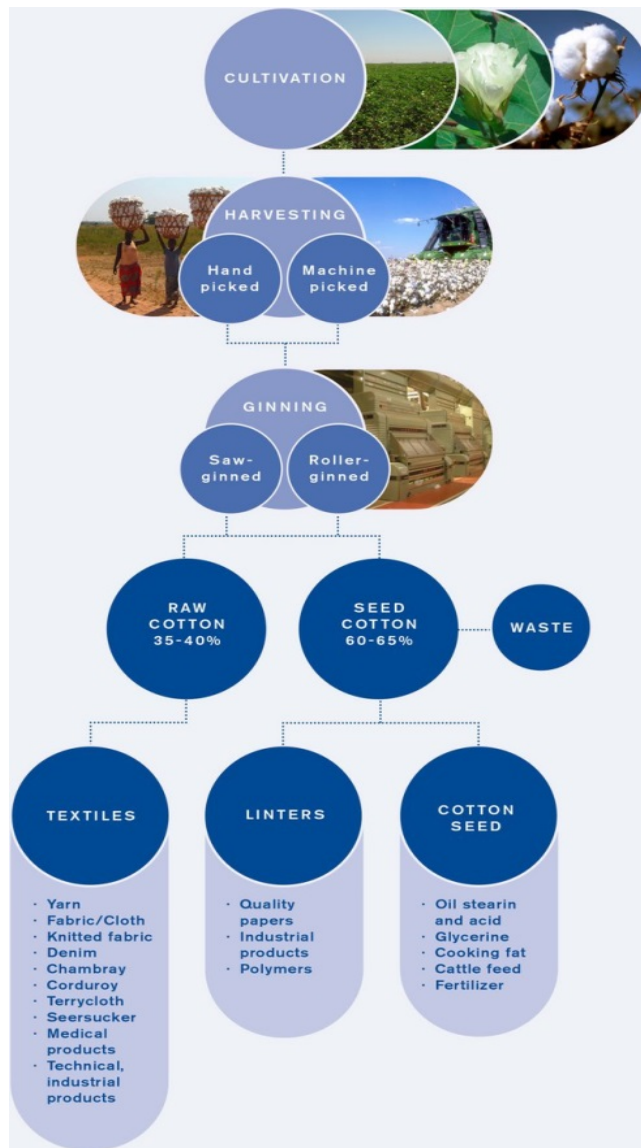 CULTIVATION
HARVESTING
Hand
picked
Machine
picked
GINNING
Saw-
ginned
Roller-
ginned
RAW
COTTON
35-40%
SEED
COTTON
60-65%
WASTE
TEXTILES
· Yarn
· Fabric/Cloth
· Knitted fabric
· Denim
· Chambray
· Corduroy
· Terrycloth
· Seersucker
· Medical
products
· Technical,
industrial
products
LINTERS
· Quality
papers
· Industrial
products
· Polymers
COTTON
SEED
· Oil stearin
and acid
· Glycerine
· Cooking fat
· Cattle feed
· Fertilizer